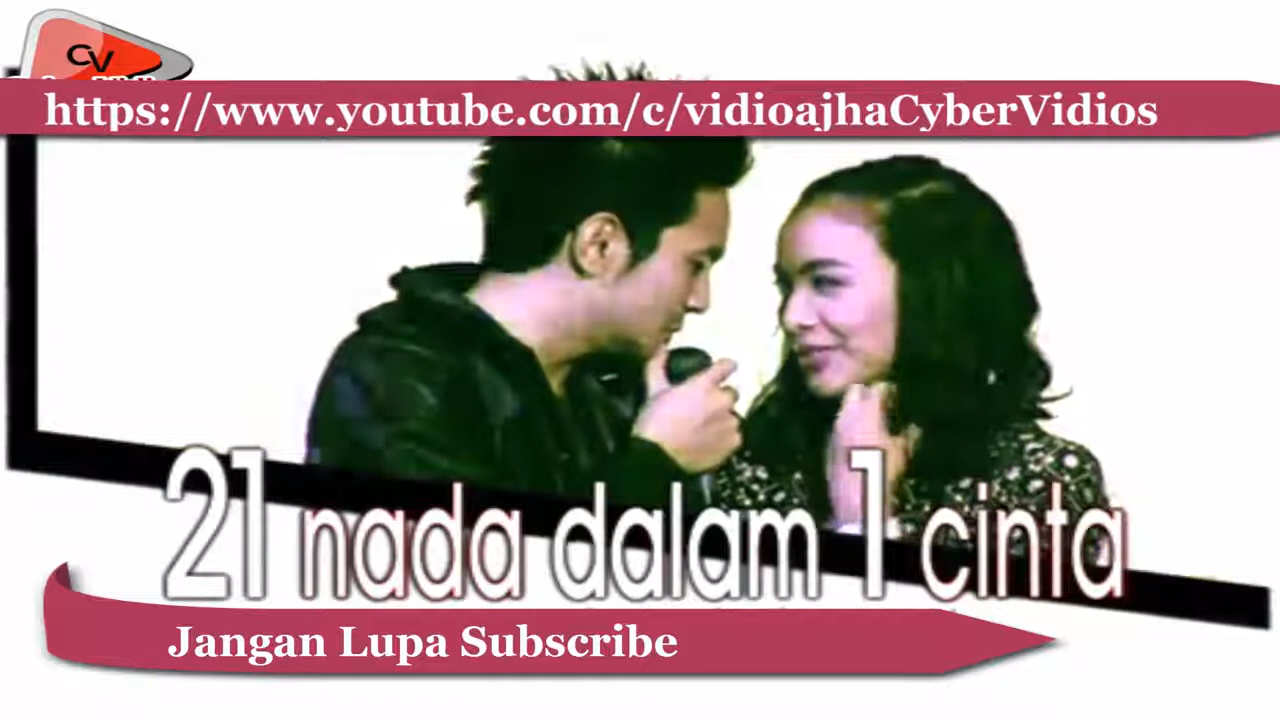 CV
https://www.youtube.com/c/vidioajhaCyberVidios
21 nada dalam 1 cinta
Jangan Lupa Subscribe